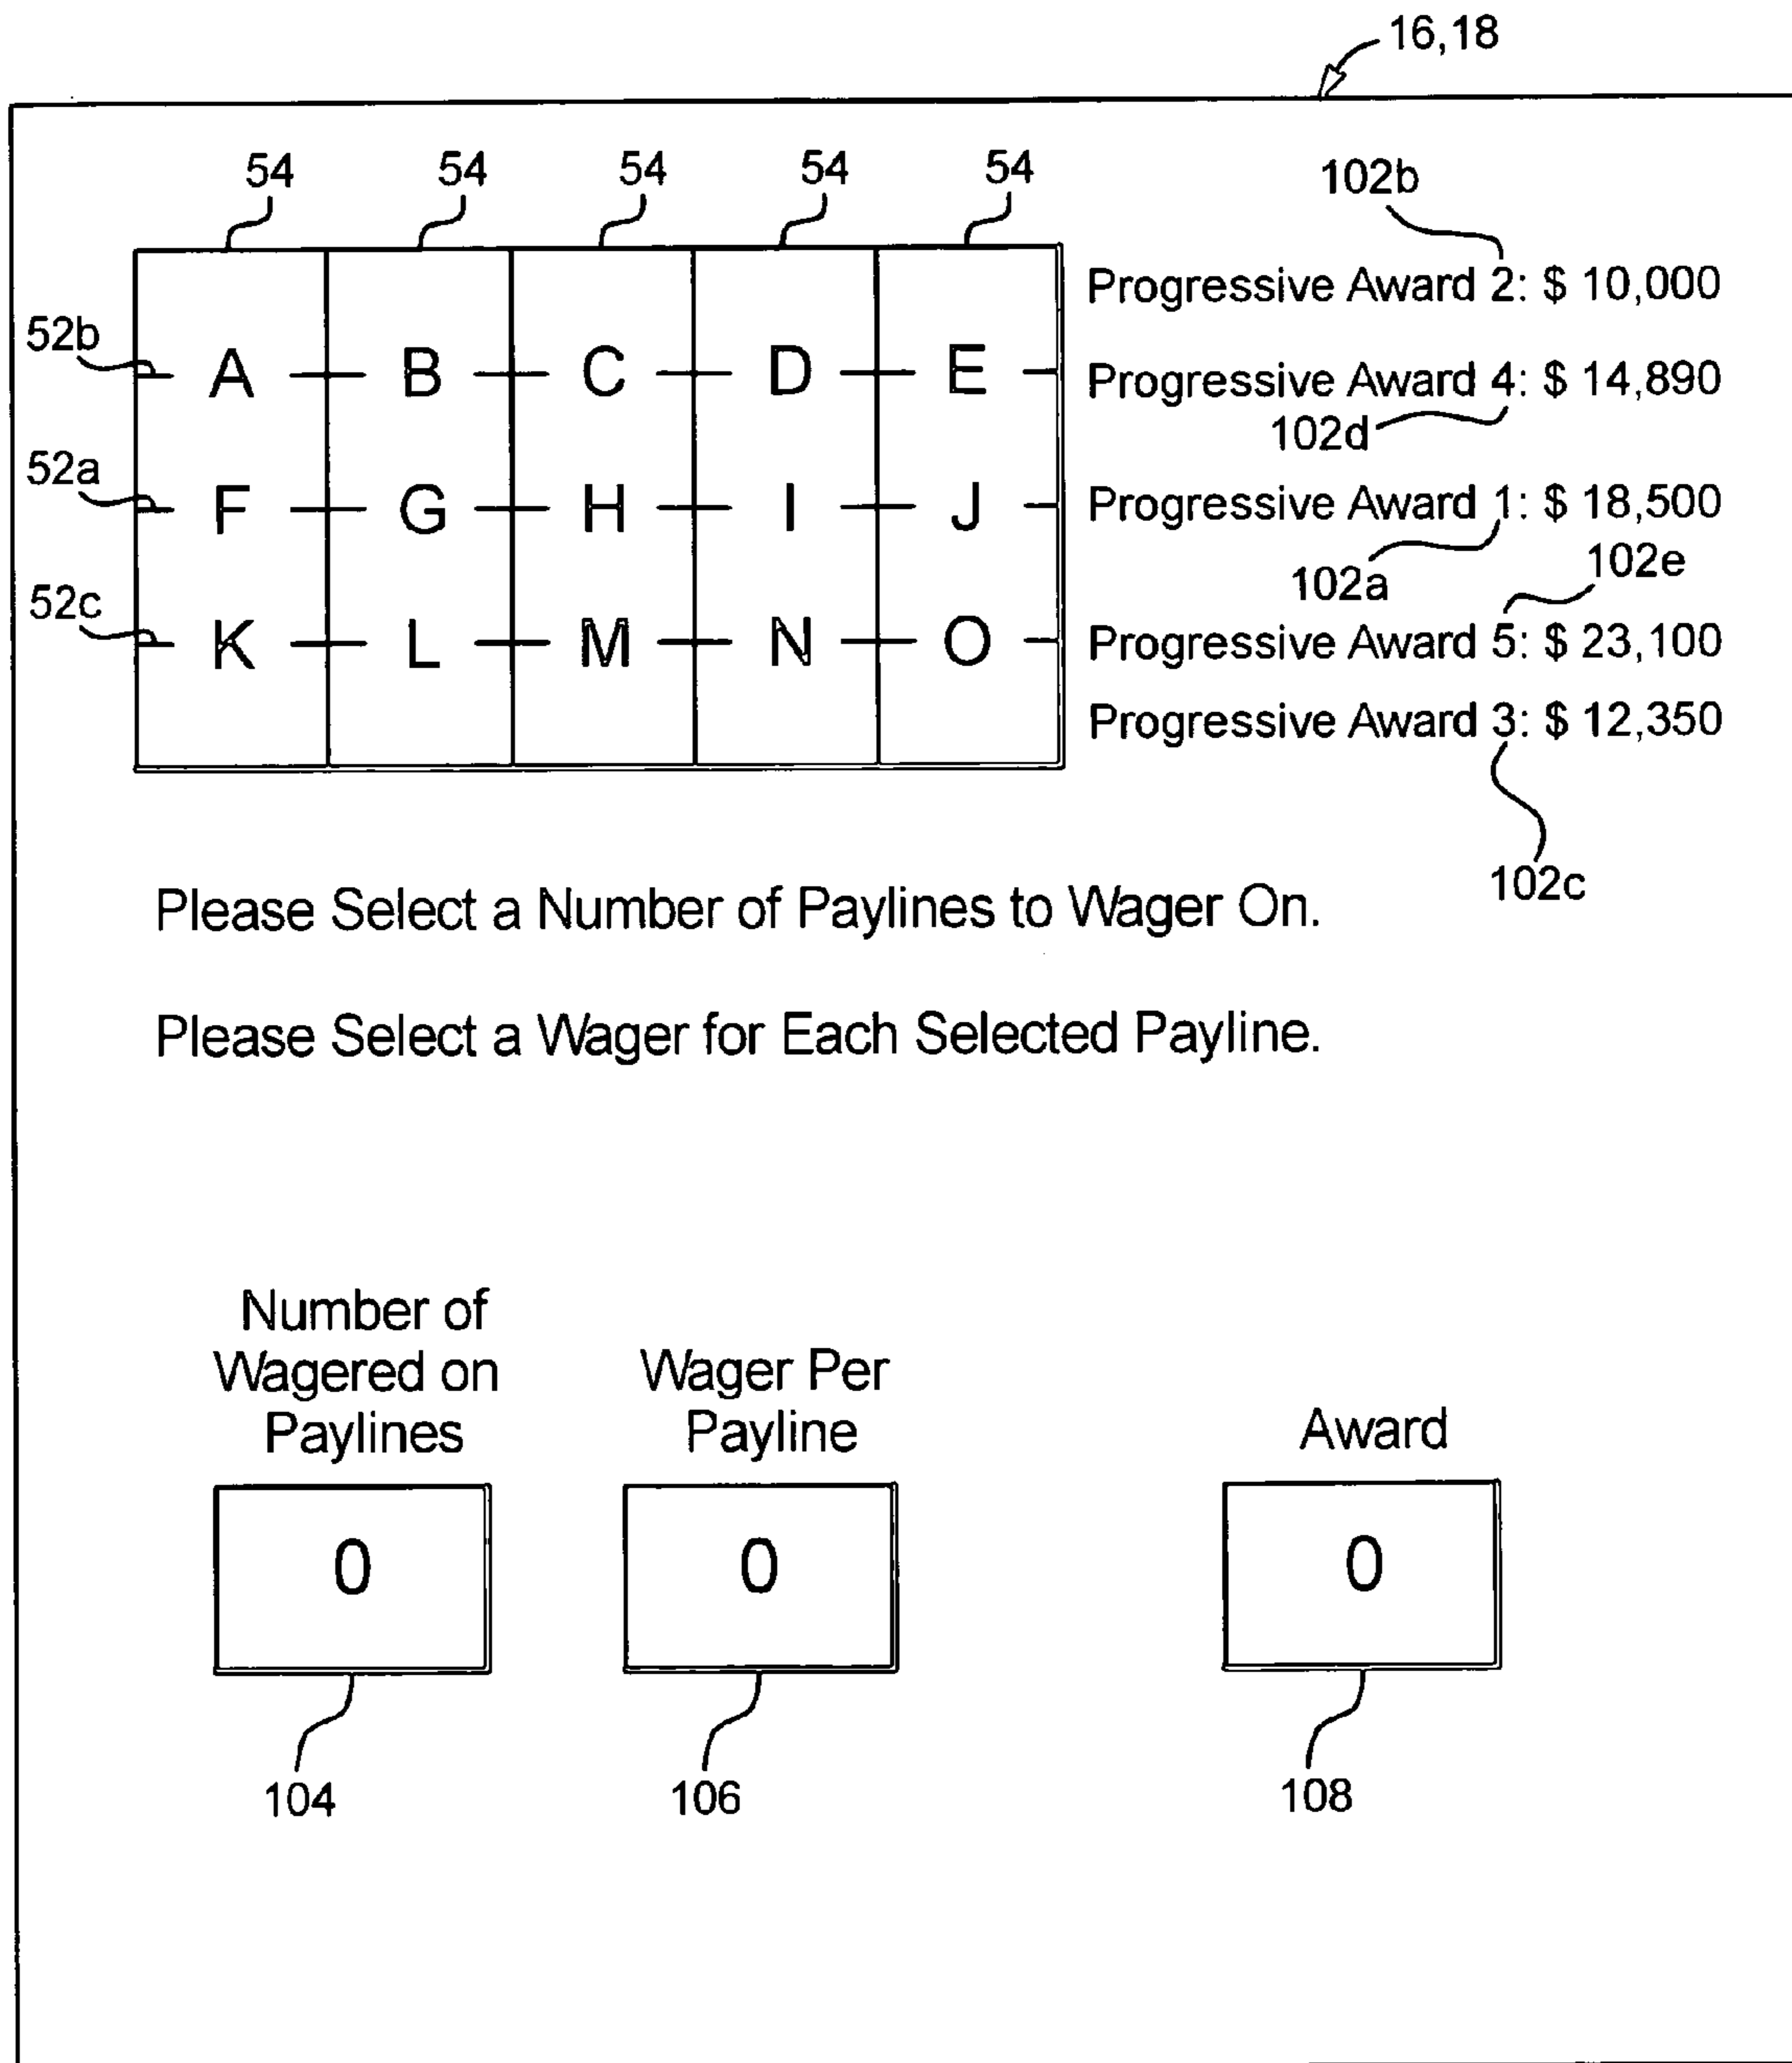 16,18
54 54 54 54 54
102b
Progressive Award 2: $ 10,000
52b
A B C D E
Progressive Award 4: $ 14,890
102d
52a
F G H I J
Progressive Award 1: $ 18,500
102a
102e
52c
K L M N O
Progressive Award 5: $ 23,100
Progressive Award 3: $ 12,350
102c
Please Select a Number of Paylines to Wager On.
Please Select a Wager for Each Selected Payline.
Number of
Wagered on
Paylines
Wager Per
Payline
Award
0 0 0
104 106 108